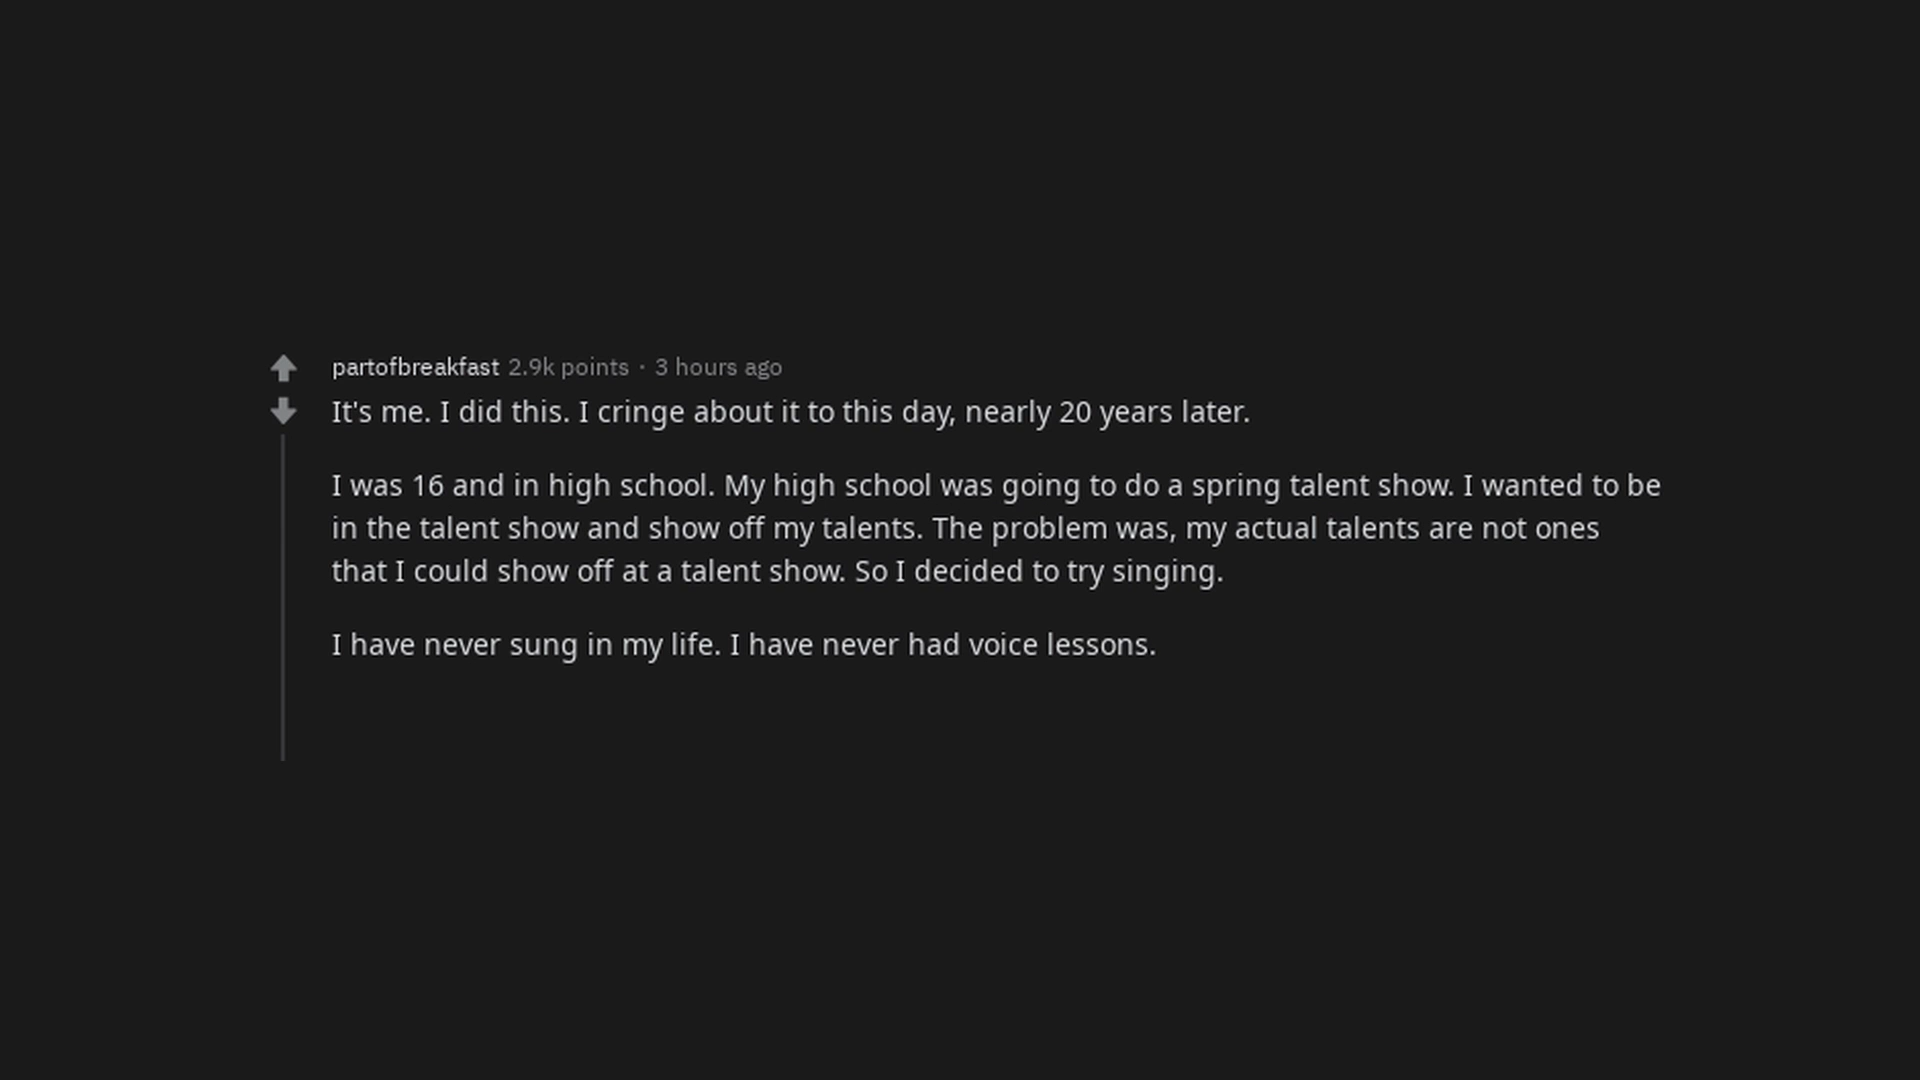 partofbreakfast 2.9k points · 3 hours ago
It's me. I did this. I cringe about it to this day, nearly 20 years later.
I was 16 and in high school. My high school was going to do a spring talent show. I wanted to be
in the talent show and show off my talents. The problem was, my actual talents are not ones
that I could show off at a talent show. So I decided to try singing.
I have never sung in my life. I have never had voice lessons.